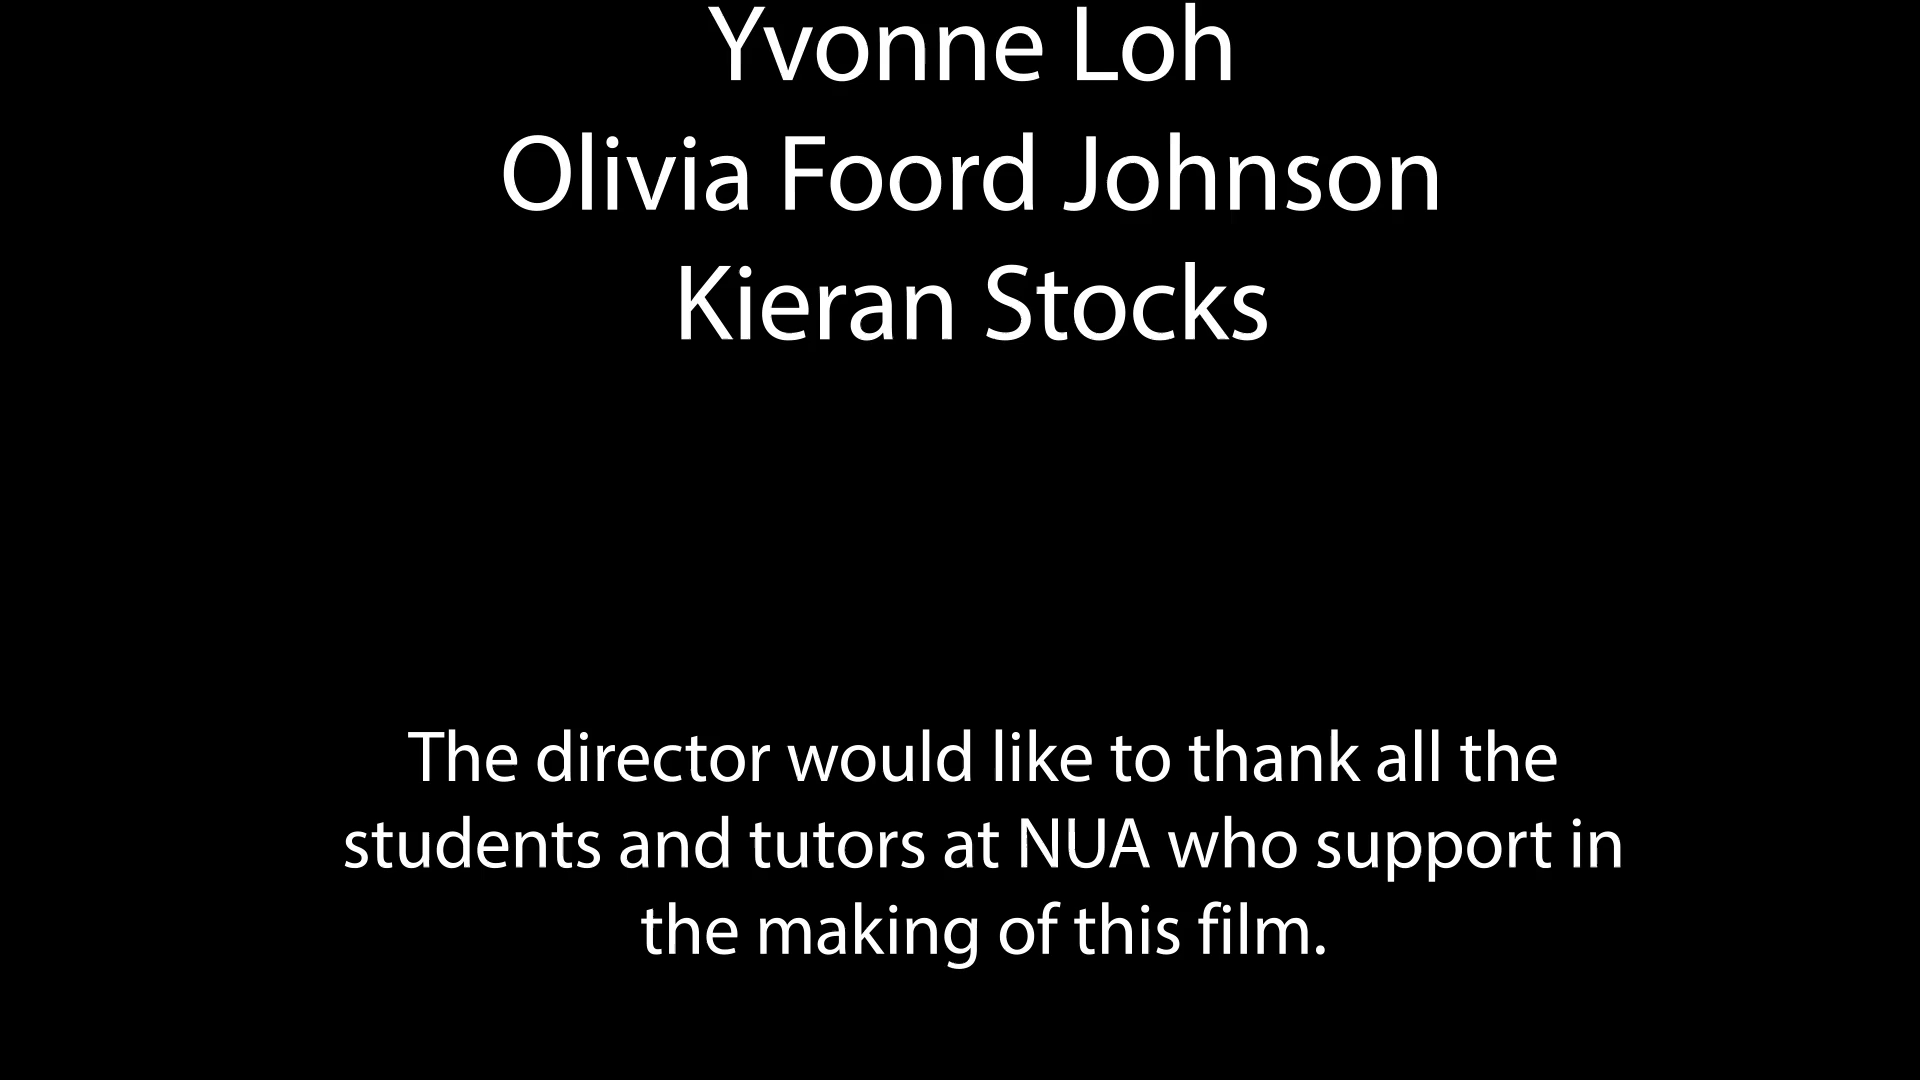 Yvonne Loh
Olivia Foord Johnson
Kieran Stocks
The director would like to thank all the
students and tutors at NUA who support in
the making of this film.